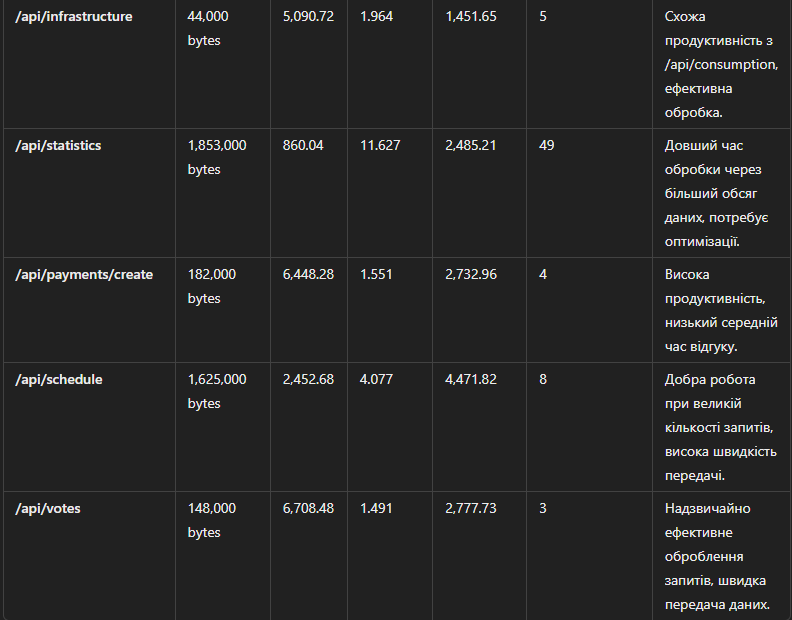 /api/infrastructure 44,000 5,090.72 1.964 1,451.65 5 Схожа
bytes продуктивність з
/api/consumption,
ефективна
обробка.
/api/statistics 1,853,000 860.04 11.627 2,485.21 49 Довший час
bytes обробки через
більший обсяг
даних, потребує
оптимізації.
/api/payments/create 182,000 6,448.28 1.551 2,732.96 4 Висока
bytes продуктивність,
низький середній
час відгуку.
/api/schedule 1,625,000 2,452.68 4.077 4,471.82 8 Добра робота
bytes при великій
кількості запитів,
висока швидкість
передачі.
/api/votes 148,000 6,708.48 1.491 2,777.73 3 Надзвичайно
bytes ефективне
оброблення
запитів, швидка
передача даних.